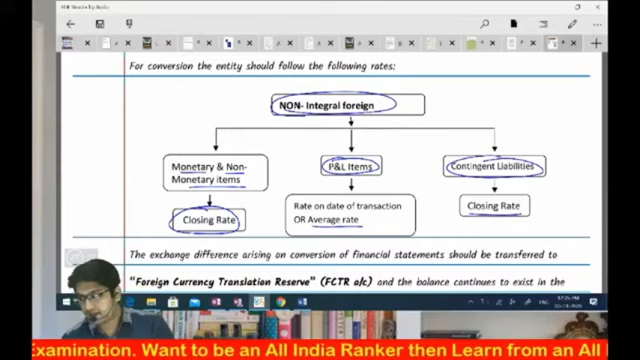 For conversion the entity should follow the following rates:
NON- Integral foreign
Monetary & Non-
Monetary items
P&L Items
Contingent Liabilities
Closing Rate
Rate on date of transaction
OR Average rate
Closing Rate
The exchange difference arising on conversion of financial statements should be transferred to
"Foreign Currency Translation Reserve" (FCTR a/c) and the balance continues to exist in the
Examination. Want to be an All India Ranker then Learn from an All I